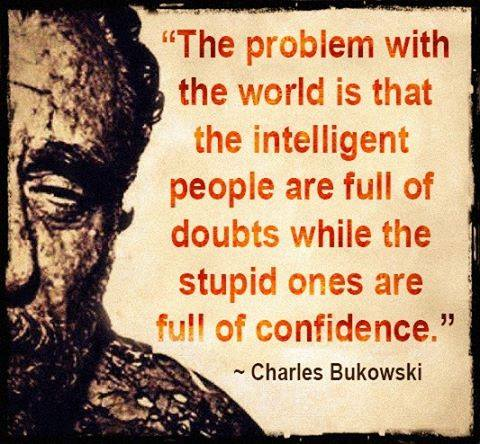 “The problem with
the world is that
the intelligent
people are full of
doubts while the
stupid ones are
full of confidence.”
~ Charles Bukowski